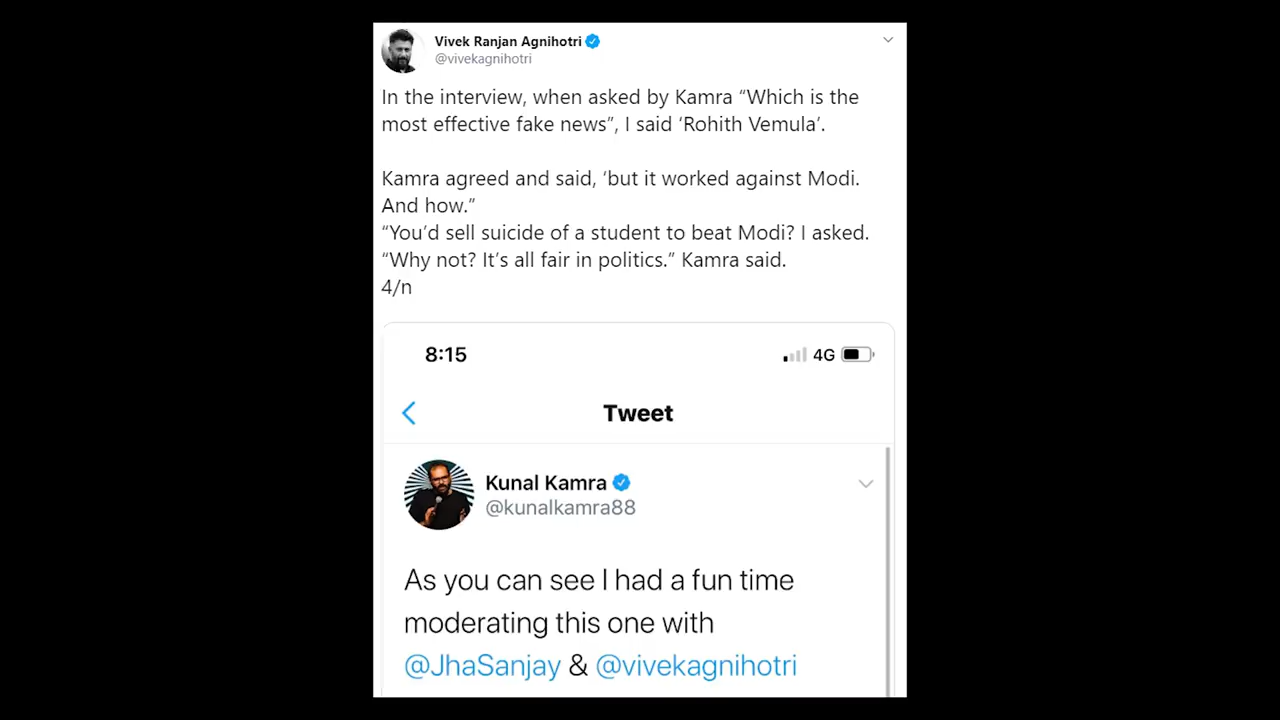 Vivek Ranjan Agnihotri
@vivekagnihotri
In the interview, when asked by Kamra “Which is the
most effective fake news”, I said ‘Rohith Vemula’.
Kamra agreed and said, ‘but it worked against Modi.
And how.”
“You’d sell suicide of a student to beat Modi? I asked.
“Why not? It’s all fair in politics.” Kamra said.
4/n
8:15 4G
Tweet
Kunal Kamra
@kunalkamra88
As you can see I had a fun time
moderating this one with
@JhaSanjay & @vivekagnihotri